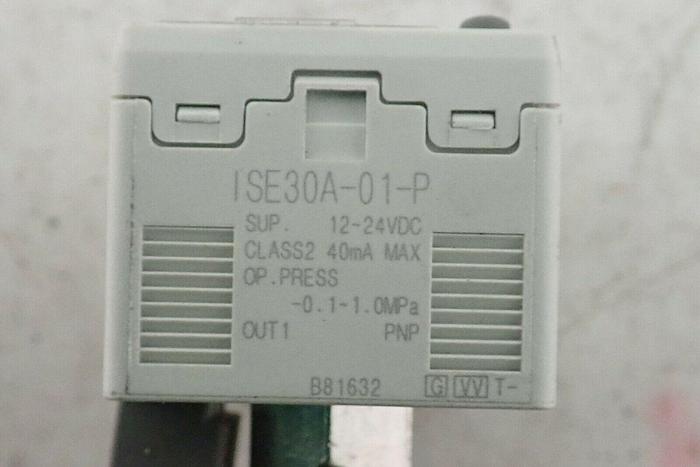 ISE30A-01-P
SUP. 12-24VDC
CLASS2 40mA MAX
OP.PRESS
-0.1-1.0MPa
OUT1 PNP
B81632 G VV T-